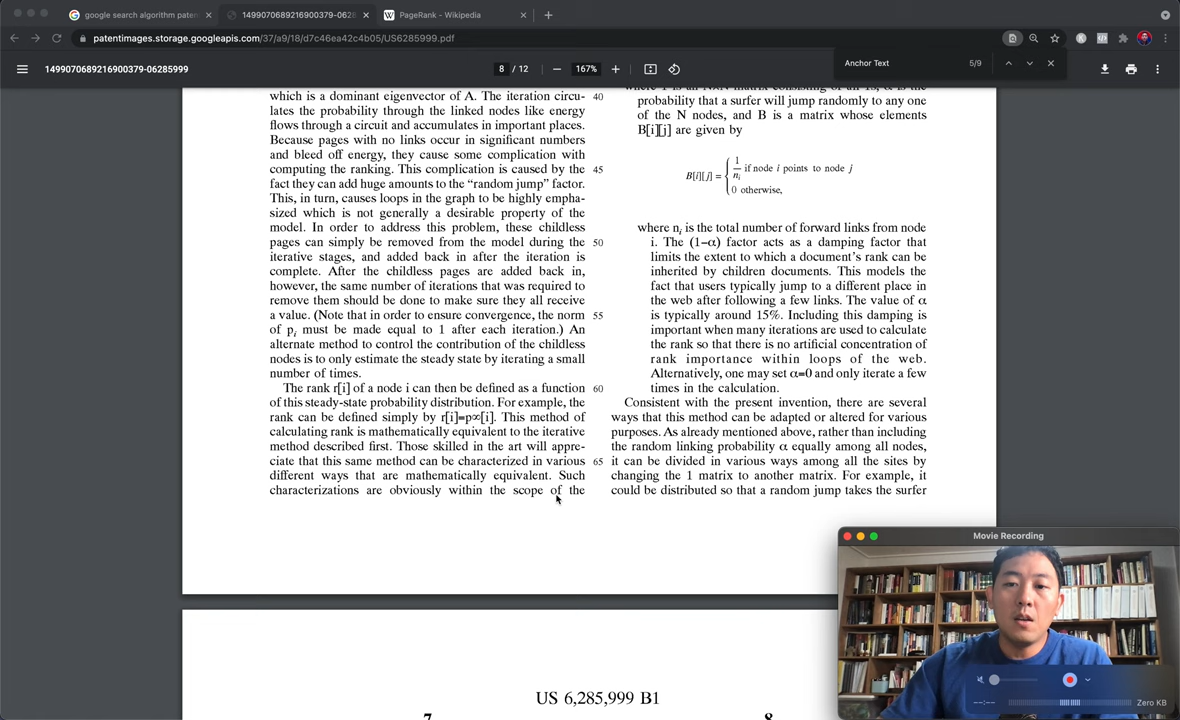 google search algorithm paten
1499070689216900379-0628
PageRank - Wikipedia
patentimages.storage.googleapis.com/37/a9/18/d7c46ea42c4b05/US6285999.pdf
1499070689216900379-06285999
8 / 12
167%
Anchor Text
5/9
which is a dominant eigenvector of A. The iteration circu-
lates the probability through the linked nodes like energy
flows through a circuit and accumulates in important places.
Because pages with no links occur in significant numbers
and bleed off energy, they cause some complication with
computing the ranking. This complication is caused by the
fact they can add huge amounts to the “random jump” factor.
This, in turn, causes loops in the graph to be highly empha-
sized which is not generally a desirable property of the
model. In order to address this problem, these childless
pages can simply be removed from the model during the
iterative stages, and added back in after the iteration is
complete. After the childless pages are added back in,
however, the same number of iterations that was required to
remove them should be done to make sure they all receive
a value. (Note that in order to ensure convergence, the norm
of pi must be made equal to 1 after each iteration.) An
alternate method to control the contribution of the childless
nodes is to only estimate the steady state by iterating a small
number of times.
The rank r[i] of a node i can then be defined as a function
of this steady-state probability distribution. For example, the
rank can be defined simply by r[i]=p∞[i]. This method of
calculating rank is mathematically equivalent to the iterative
method described first. Those skilled in the art will appre-
ciate that this same method can be characterized in various
different ways that are mathematically equivalent. Such
characterizations are obviously within the scope of the
40
45
50
55
60
65
probability that a surfer will jump randomly to any one
of the N nodes, and B is a matrix whose elements
B[i][j] are given by
B[i][j] = { 1/ni if node i points to node j
0 otherwise,
where ni is the total number of forward links from node
i. The (1−α) factor acts as a damping factor that
limits the extent to which a document's rank can be
inherited by children documents. This models the
fact that users typically jump to a different place in
the web after following a few links. The value of α
is typically around 15%. Including this damping is
important when many iterations are used to calculate
the rank so that there is no artificial concentration of
rank importance within loops of the web.
Alternatively, one may set α=0 and only iterate a few
times in the calculation.
Consistent with the present invention, there are several
ways that this method can be adapted or altered for various
purposes. As already mentioned above, rather than including
the random linking probability α equally among all nodes,
it can be divided in various ways among all the sites by
changing the 1 matrix to another matrix. For example, it
could be distributed so that a random jump takes the surfer
US 6,285,999 B1
7
8
Movie Recording
--:--
Zero KB